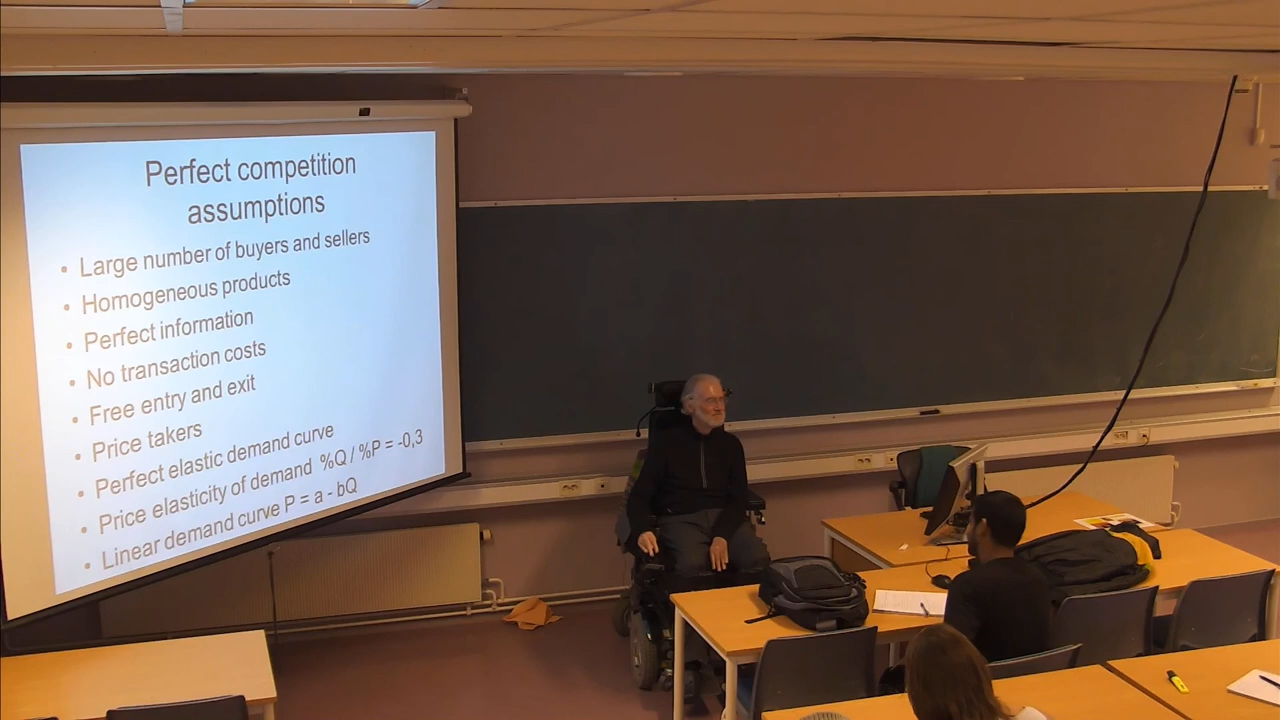 Perfect competition
assumptions
• Large number of buyers and sellers
• Homogeneous products
• Perfect information
• No transaction costs
• Free entry and exit
• Price takers
• Perfect elastic demand curve
• Price elasticity of demand %Q / %P = -0,3
• Linear demand curve P = a - bQ